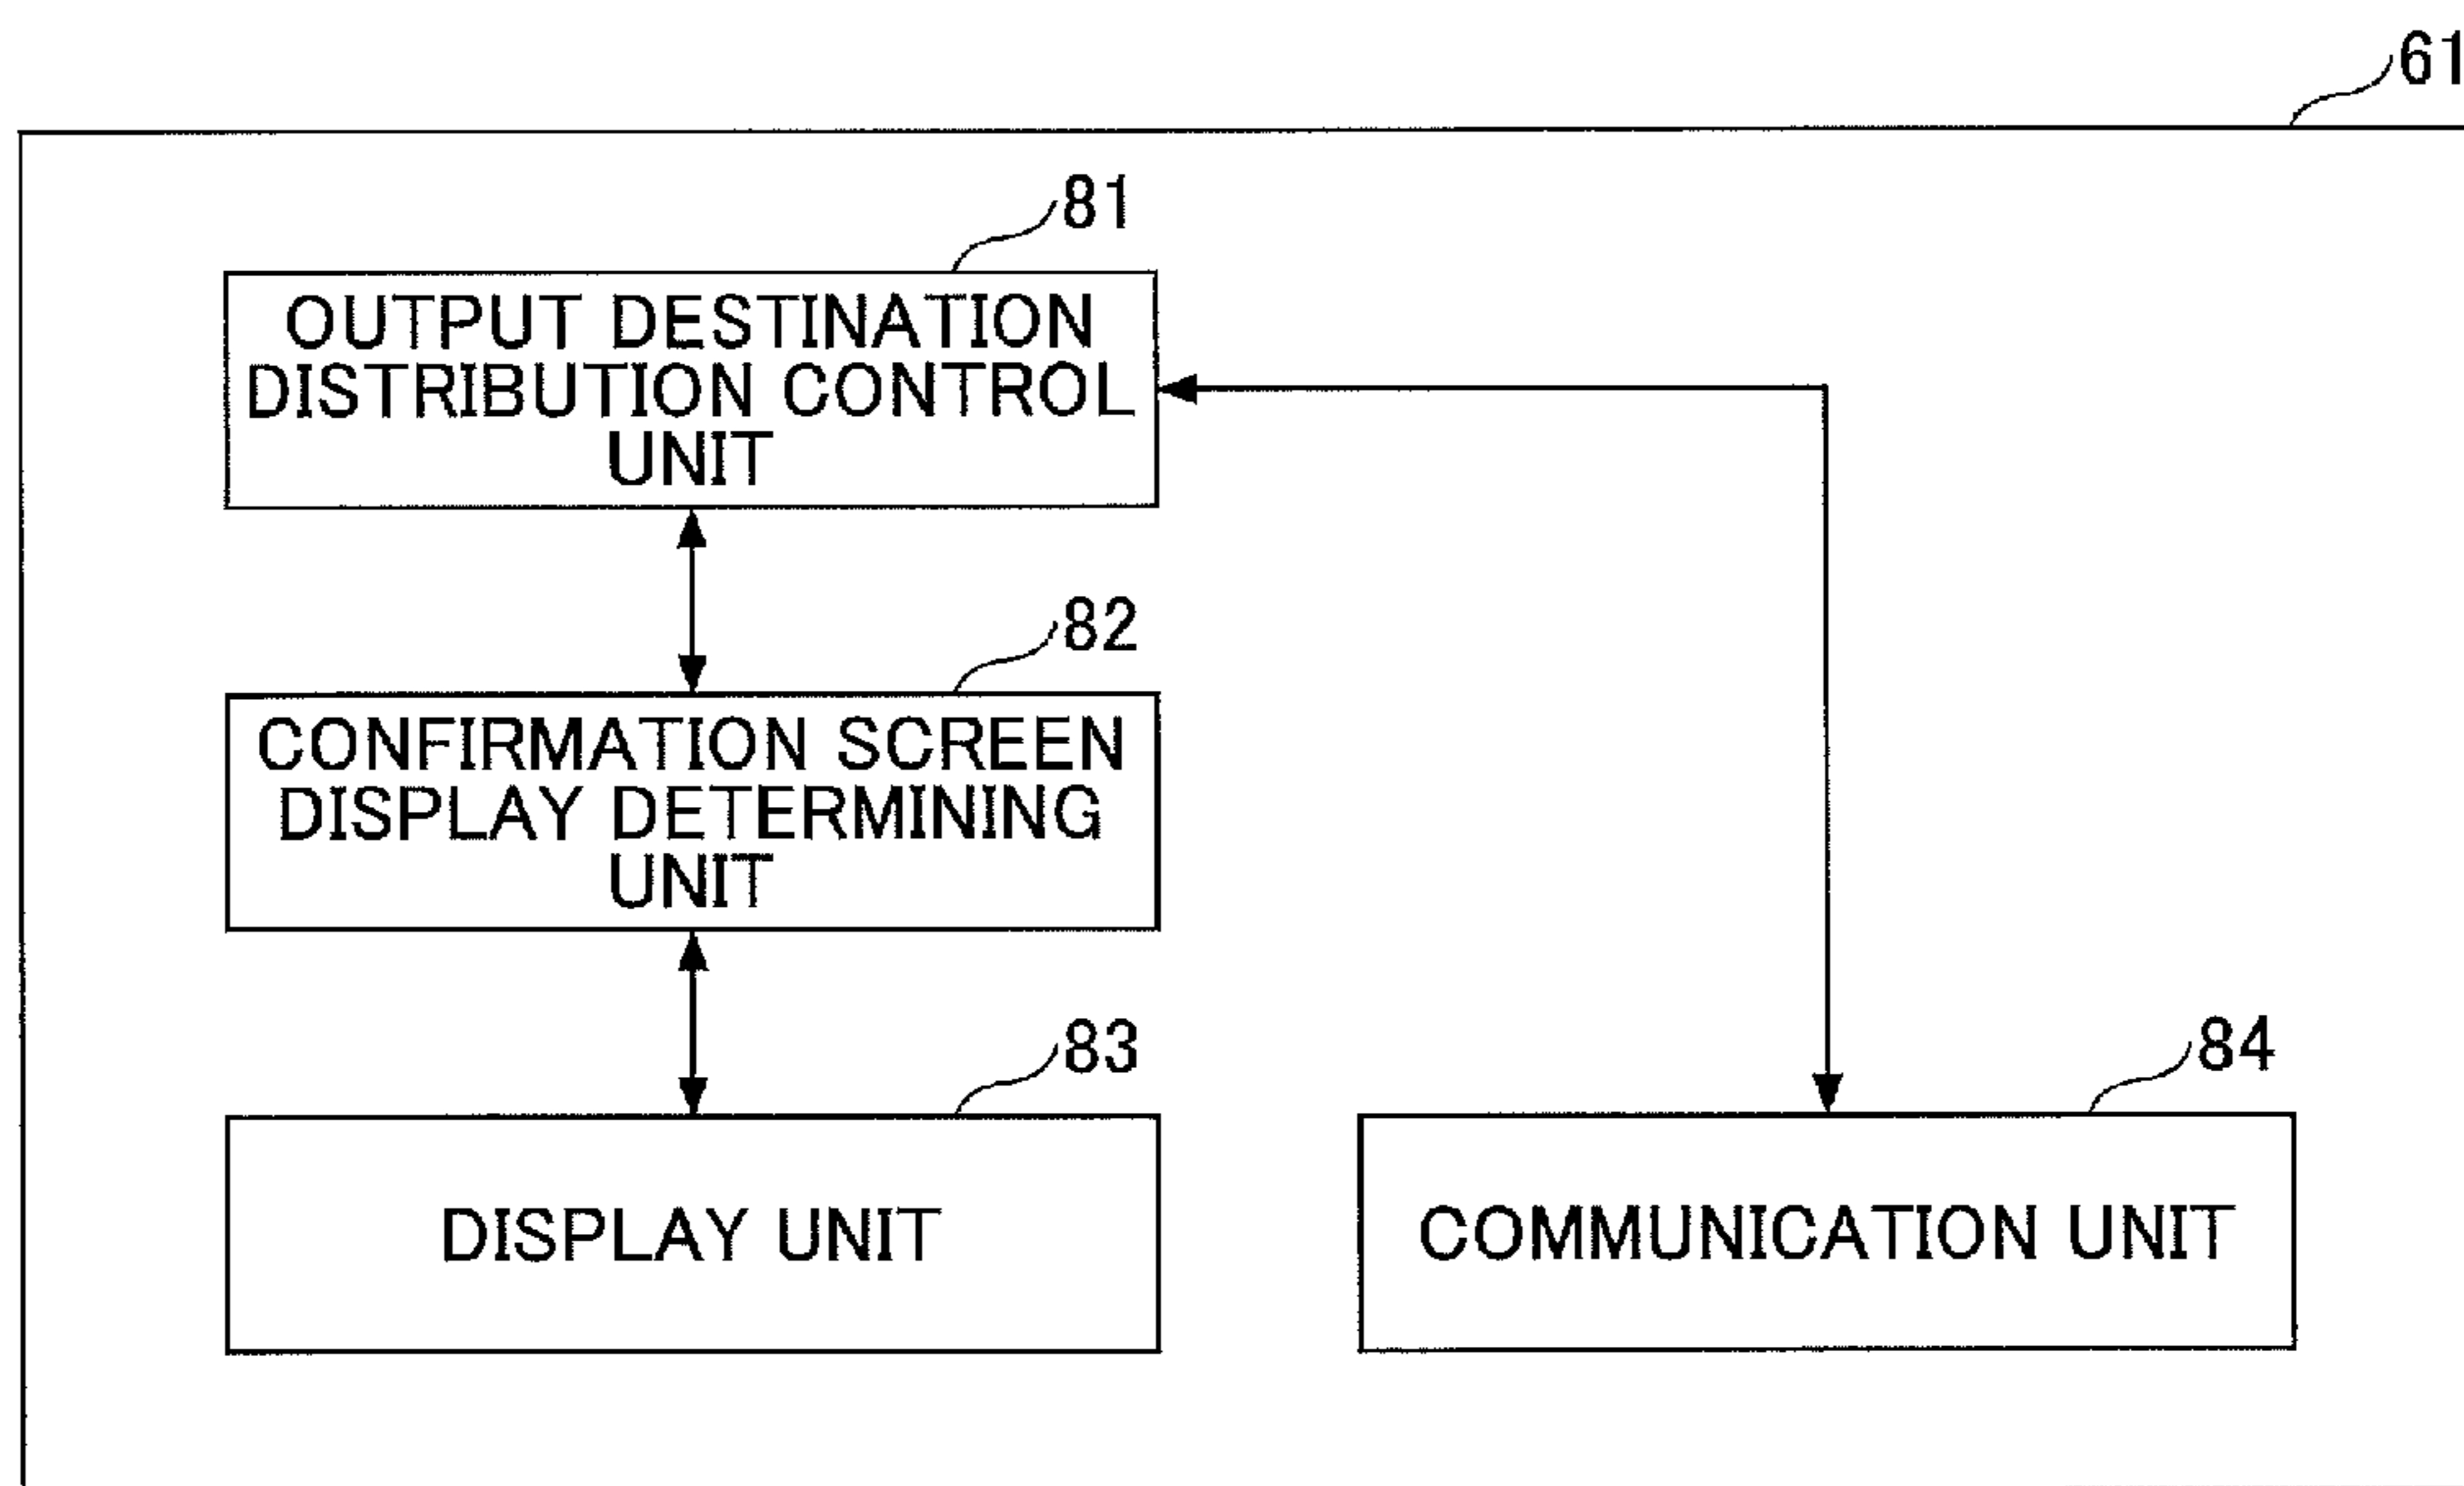 61
81
OUTPUT DESTINATION
DISTRIBUTION CONTROL
UNIT
82
CONFIRMATION SCREEN
DISPLAY DETERMINING
UNIT
83
DISPLAY UNIT
84
COMMUNICATION UNIT